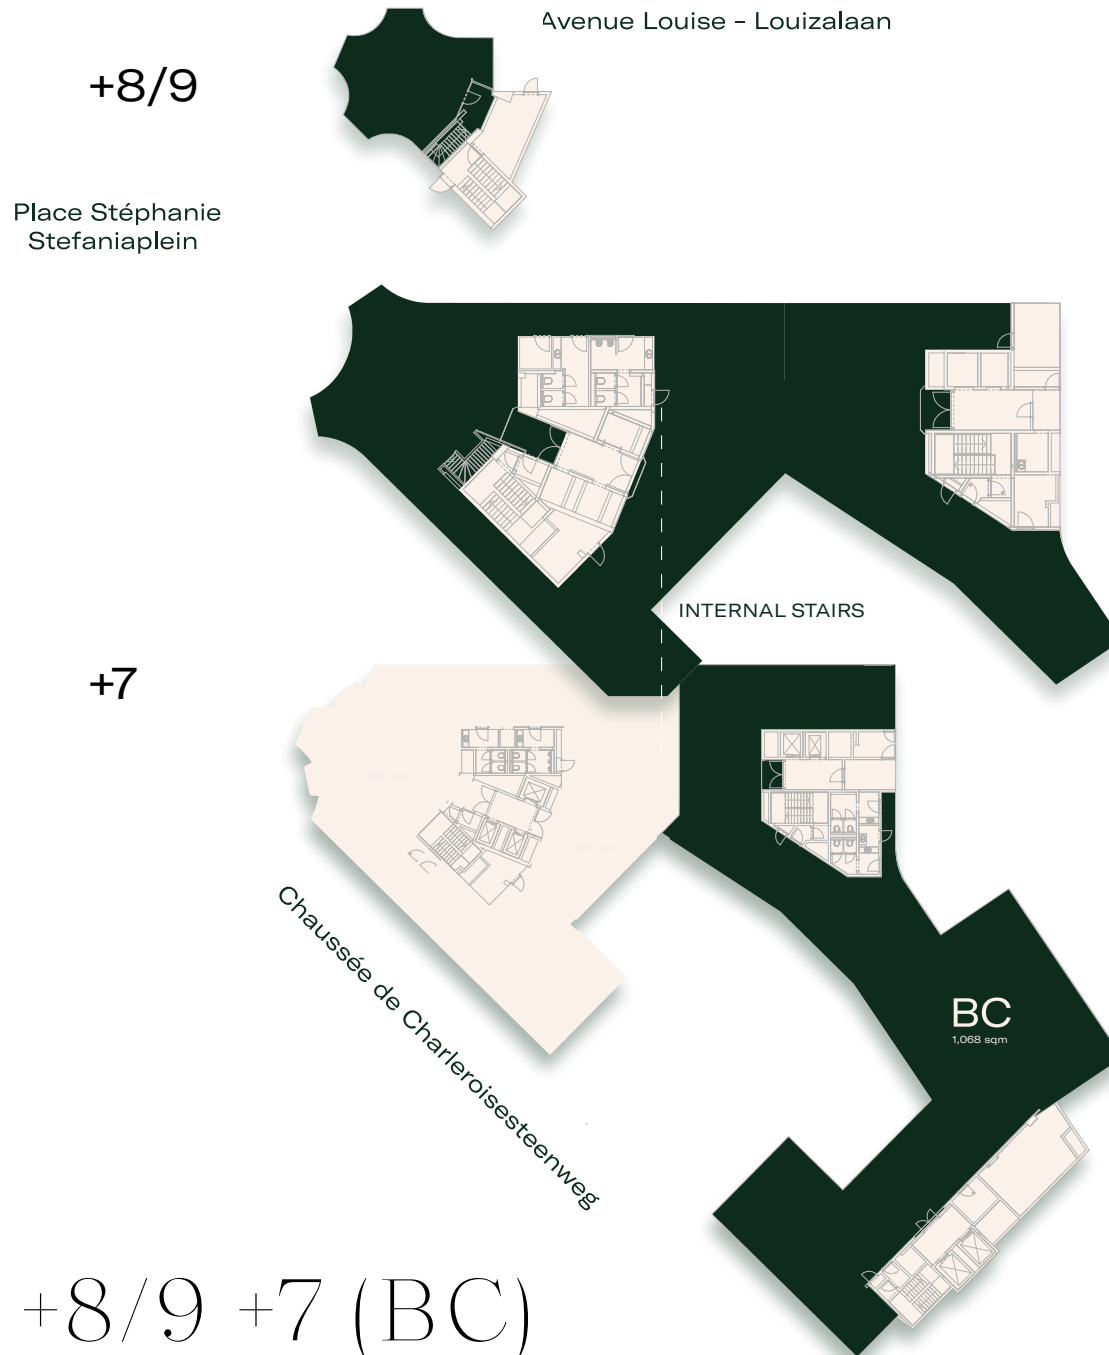 Avenue Louise - Louizalaan
+8/9
Place Stéphanie
Stefaniaplein
INTERNAL STAIRS
+7
Chaussée de Charleroisesteenweg
BC
1,068 sqm
+8/9 +7 (BC)